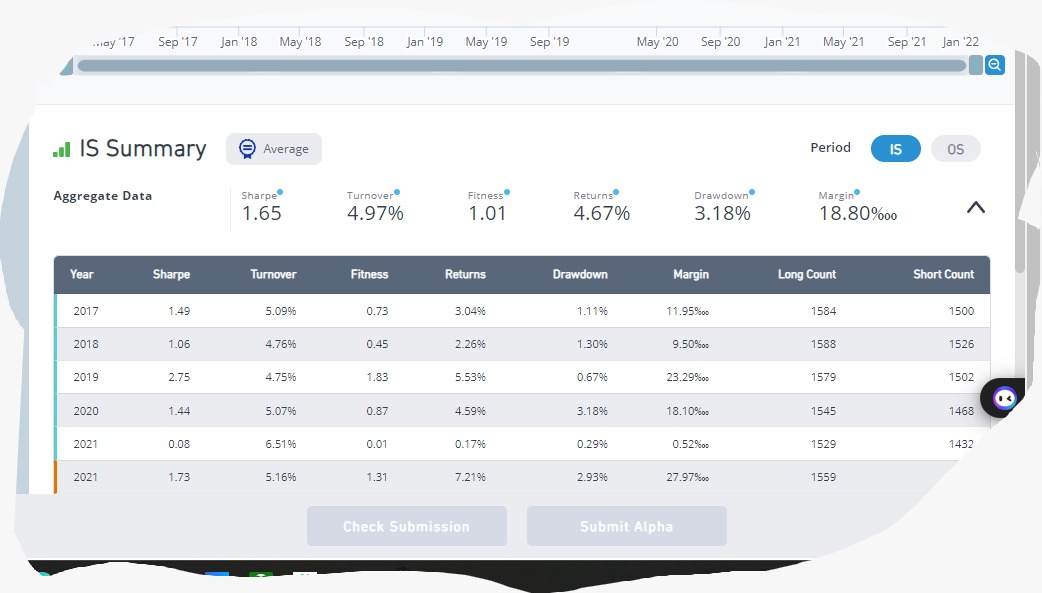 May '17 Sep '17 Jan '18 May '18 Sep '18 Jan '19 May '19 Sep '19 May '20 Sep '20 Jan '21 May '21 Sep '21 Jan '22
IS Summary Average Period IS OS
Aggregate Data
Sharpe Turnover Fitness Returns Drawdown Margin
1.65 4.97% 1.01 4.67% 3.18% 18.80‱
Year Sharpe Turnover Fitness Returns Drawdown Margin Long Count Short Count
2017 1.49 5.09% 0.73 3.04% 1.11% 11.95‱ 1584 1500
2018 1.06 4.76% 0.45 2.26% 1.30% 9.50‱ 1588 1526
2019 2.75 4.75% 1.83 5.53% 0.67% 23.29‱ 1579 1502
2020 1.44 5.07% 0.87 4.59% 3.18% 18.10‱ 1545 1468
2021 0.08 6.51% 0.01 0.17% 0.29% 0.52‱ 1529 1432
2021 1.73 5.16% 1.31 7.21% 2.93% 27.97‱ 1559
Check Submission Submit Alpha